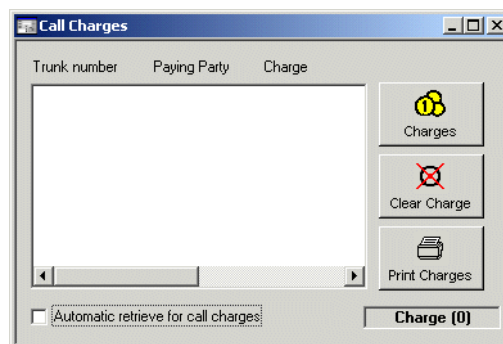 Call Charges
Trunk number Paying Party Charge
Charges
Clear Charge
Print Charges
Automatic retrieve for call charges
Charge (0)